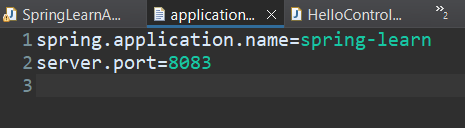 SpringLearnA... application... HelloControl... »2
1 spring.application.name=spring-learn
2 server.port=8083
3